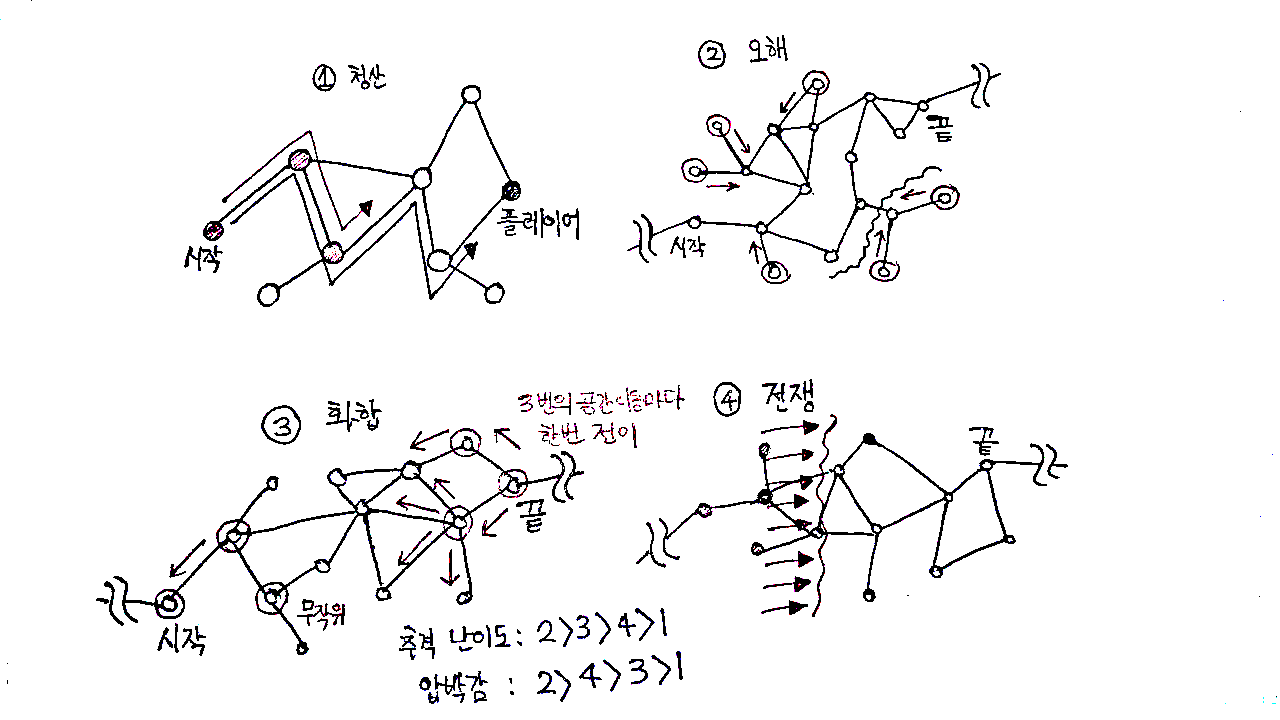 ① 청산
시작
플레이어
② 오해
끝
시작
③ 화합
3번의 공간이동마다
한번 전이
끝
무작위
시작
④ 전쟁
끝
추격 난이도: 2>3>4>1
압박감 : 2>4>3>1